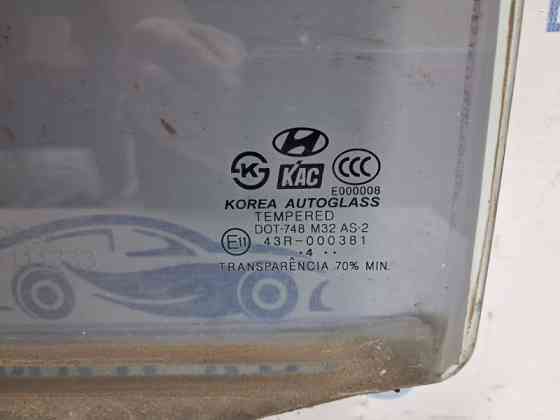 KAC
E000008
KOREA AUTOGLASS
TEMPERED
DOT-748 M32 AS-2
E11 43R-000381
·4 ··
TRANSPARÊNCIA 70% MIN.